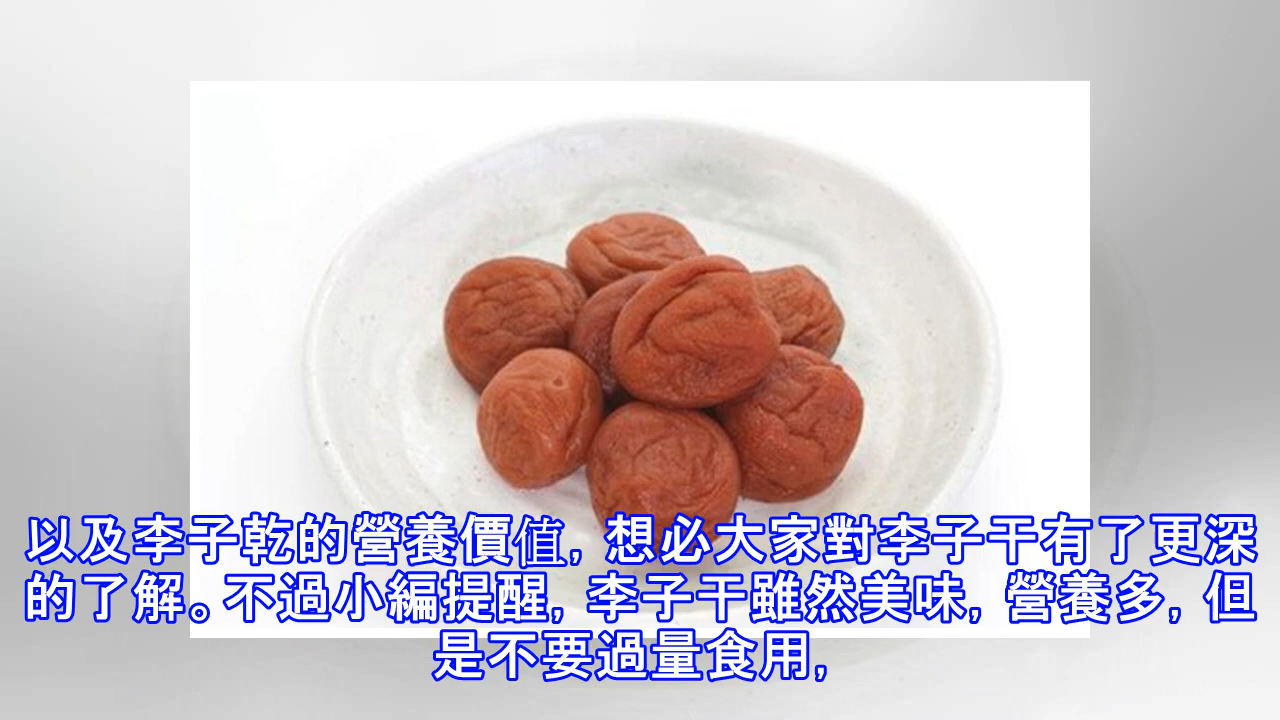 以及李子乾的營養價值, 想必大家對李子干有了更深
的了解。不過小編提醒, 李子干雖然美味, 營養多, 但
是不要過量食用,